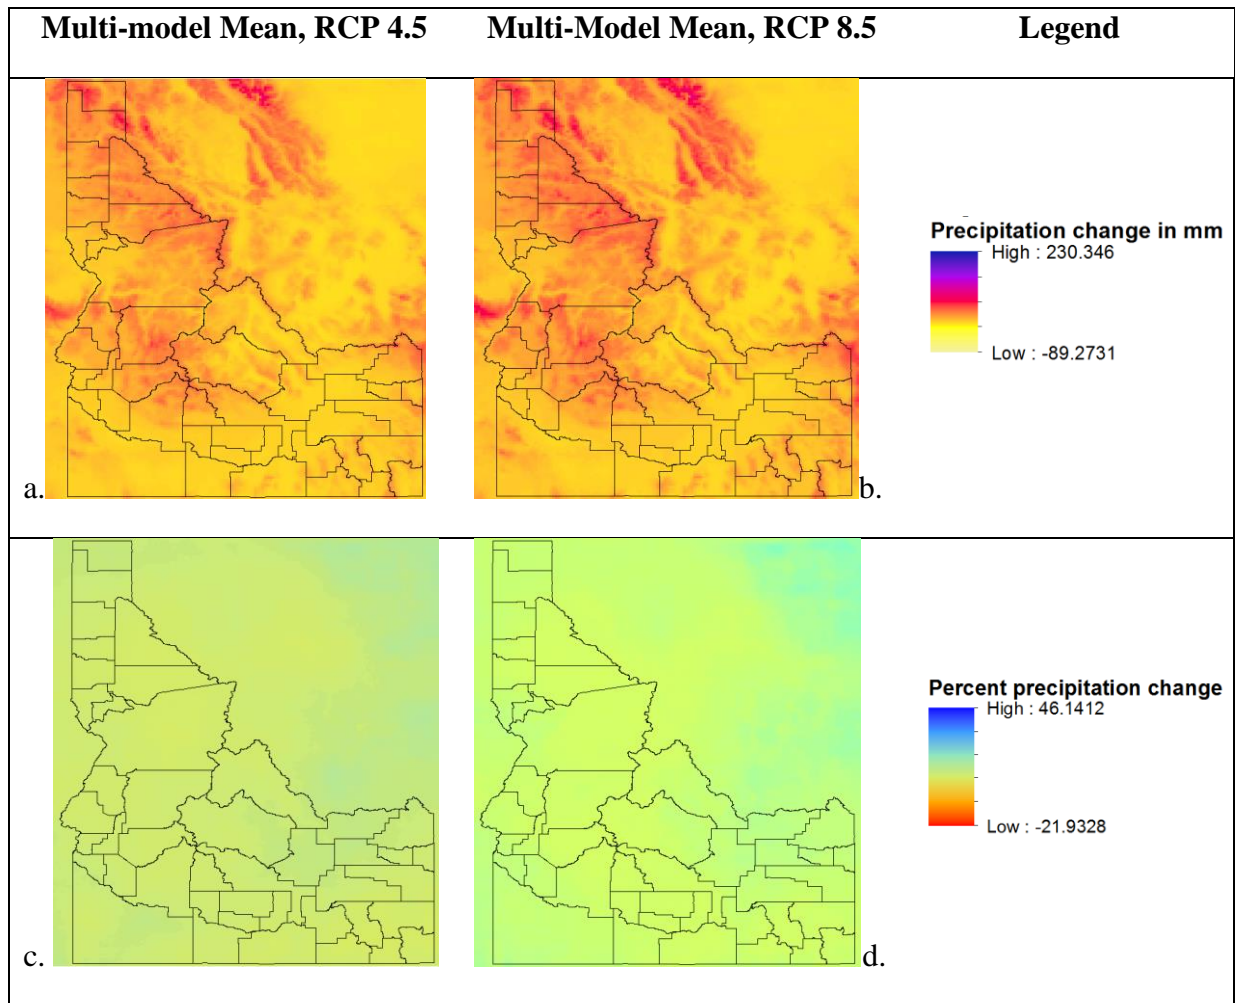 Multi-model Mean, RCP 4.5
Multi-Model Mean, RCP 8.5
Legend
a.
b.
Precipitation change in mm
High : 230.346
Low : -89.2731
c.
d.
Percent precipitation change
High : 46.1412
Low : -21.9328